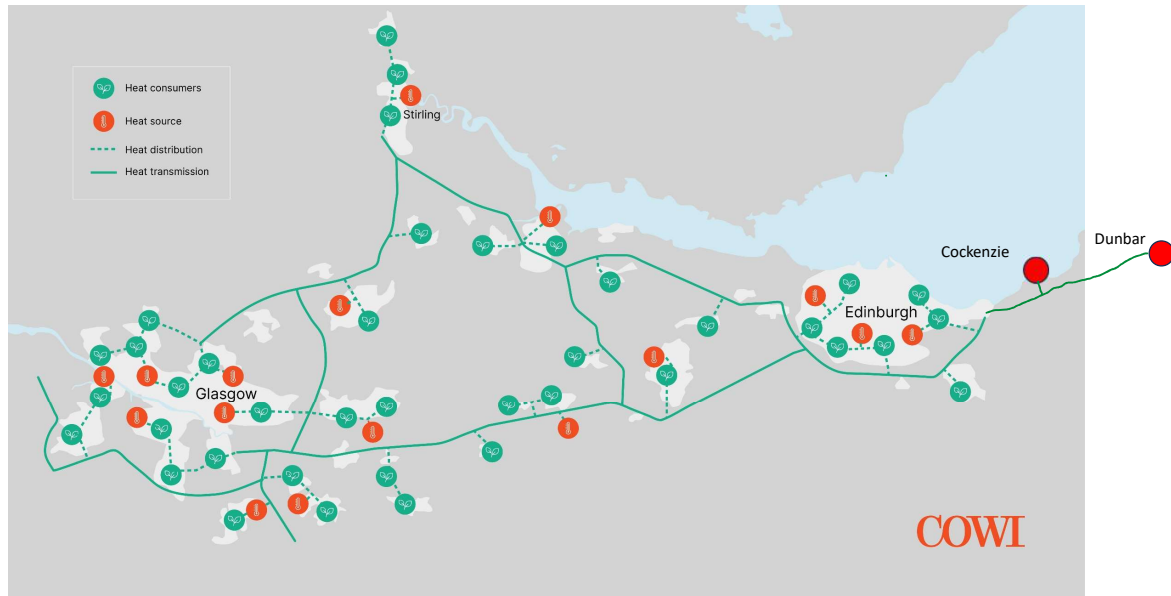 Heat consumers
Heat source
Heat distribution
Heat transmission
Stirling
Cockenzie
Dunbar
Edinburgh
Glasgow
COWI